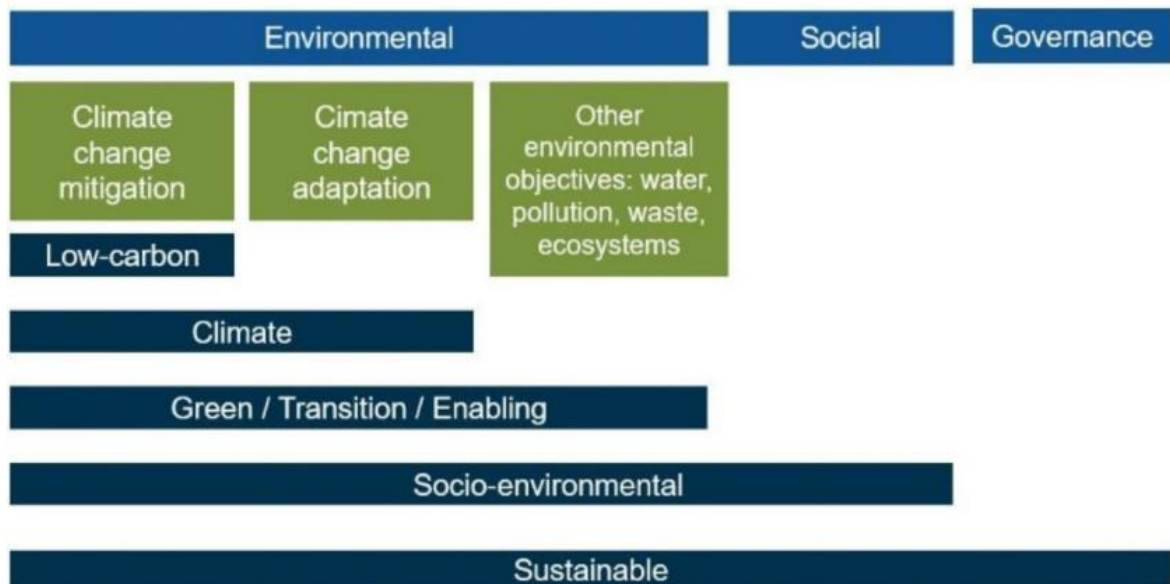 Environmental
Social
Governance
Climate
change
mitigation
Cimate
change
adaptation
Other
environmental
objectives: water,
pollution, waste,
ecosystems
Low-carbon
Climate
Green / Transition / Enabling
Socio-environmental
Sustainable